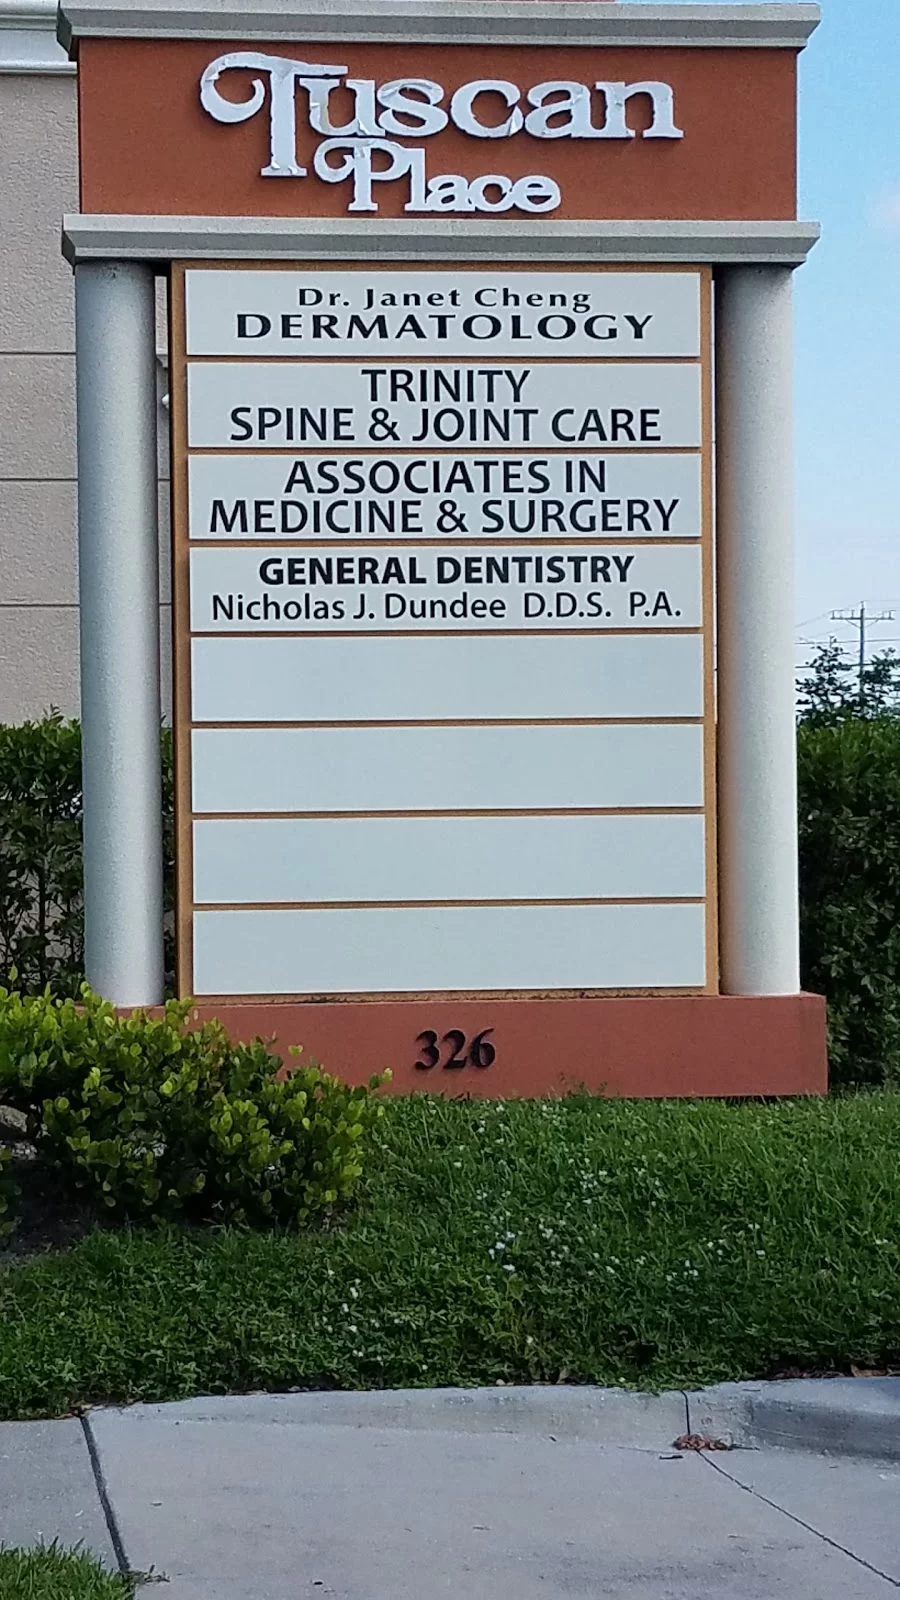 Tuscan
Place
Dr. Janet Cheng
DERMATOLOGY
TRINITY
SPINE & JOINT CARE
ASSOCIATES IN
MEDICINE & SURGERY
GENERAL DENTISTRY
Nicholas J. Dundee D.D.S. P.A.
326